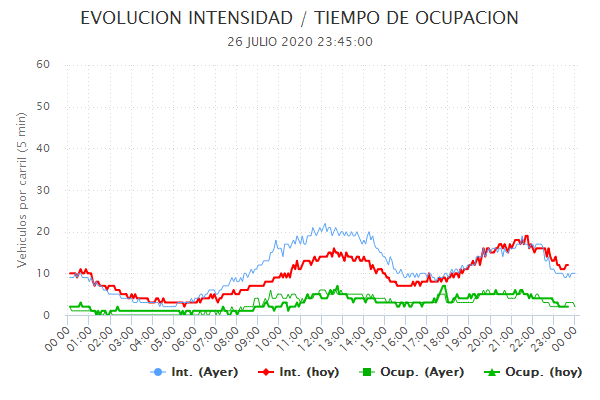 EVOLUCION INTENSIDAD / TIEMPO DE OCUPACION
26 JULIO 2020 23:45:00
Vehiculos por carril (5 min)
60
50
40
30
20
10
0
00:00 01:00 02:00 03:00 04:00 05:00 06:00 07:00 08:00 09:00 10:00 11:00 12:00 13:00 14:00 15:00 16:00 17:00 18:00 19:00 20:00 21:00 22:00 23:00 00:00
Int. (Ayer) Int. (hoy) Ocup. (Ayer) Ocup. (hoy)